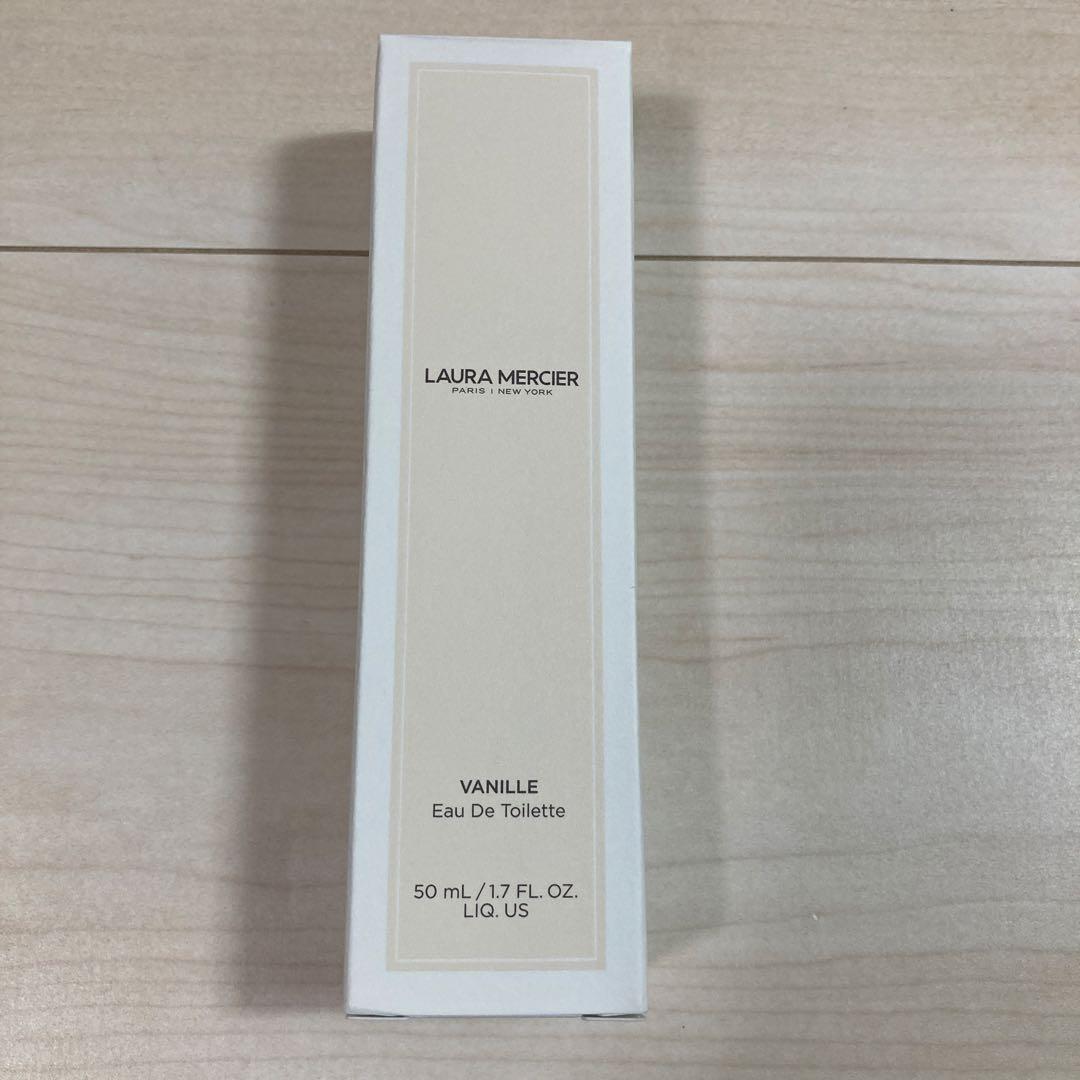 LAURA MERCIER
PARIS | NEW YORK
VANILLE
Eau De Toilette
50 mL / 1.7 FL. OZ.
LIQ. US